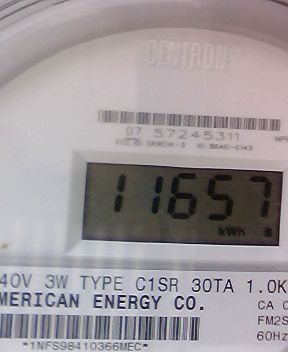 CENTRON
07 57245311
11657
kWh
40V 3W TYPE C1SR 30TA 1.0K
MERICAN ENERGY CO.
CA 0
FM2S
60Hz
*1NFS98410366MEC*